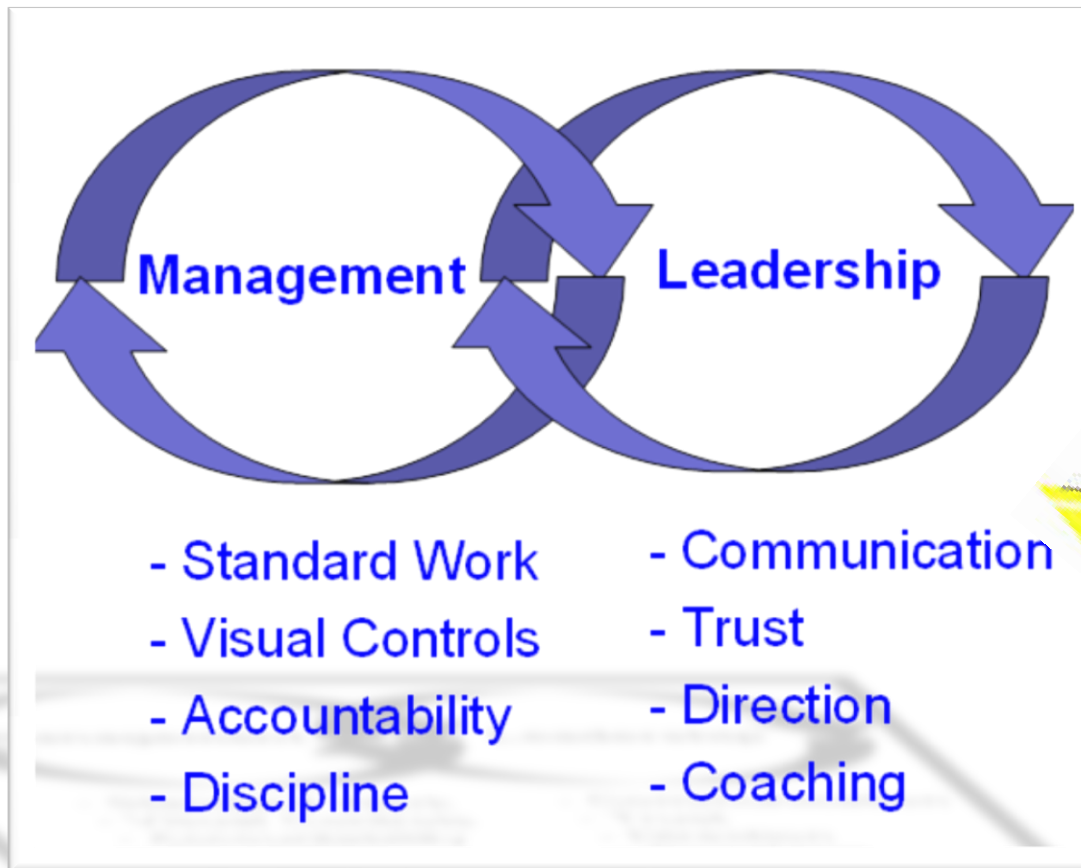 Management
Leadership
- Standard Work
- Visual Controls
- Accountability
- Discipline
- Communication
- Trust
- Direction
- Coaching